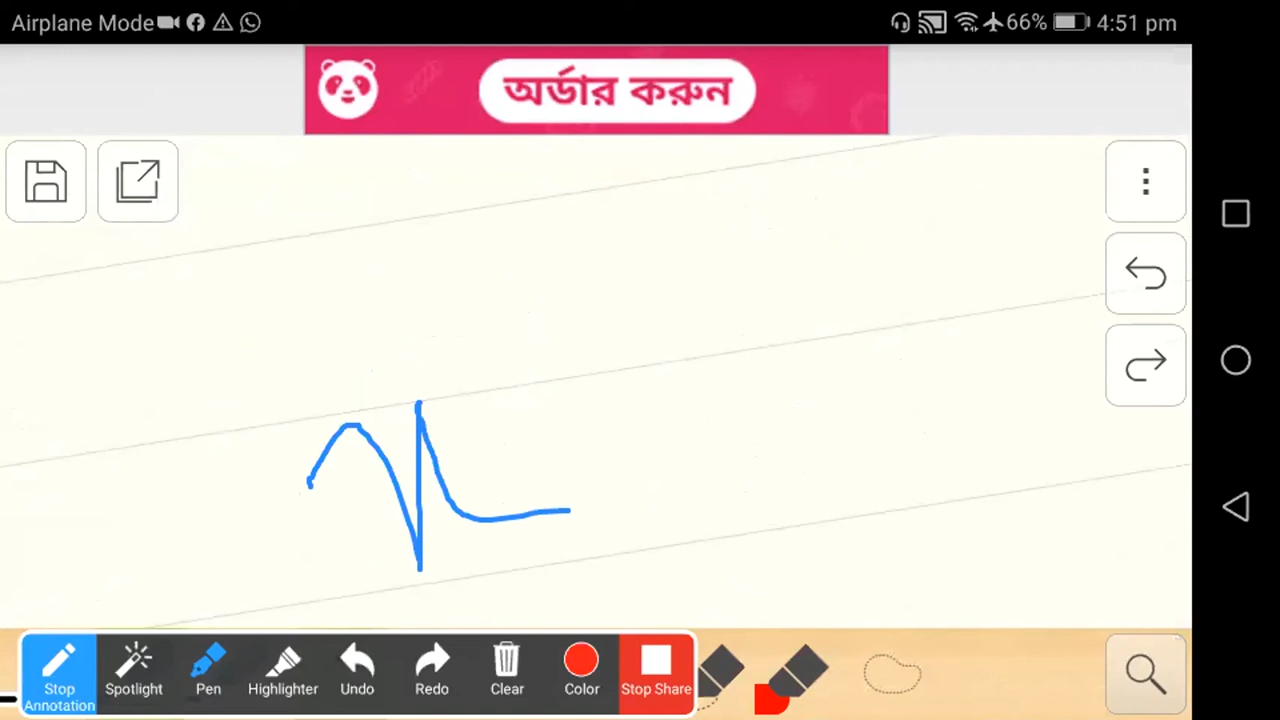 Airplane Mode 66% 4:51 pm
অর্ডার করুন
Stop Annotation Spotlight Pen Highlighter Undo Redo Clear Color Stop Share